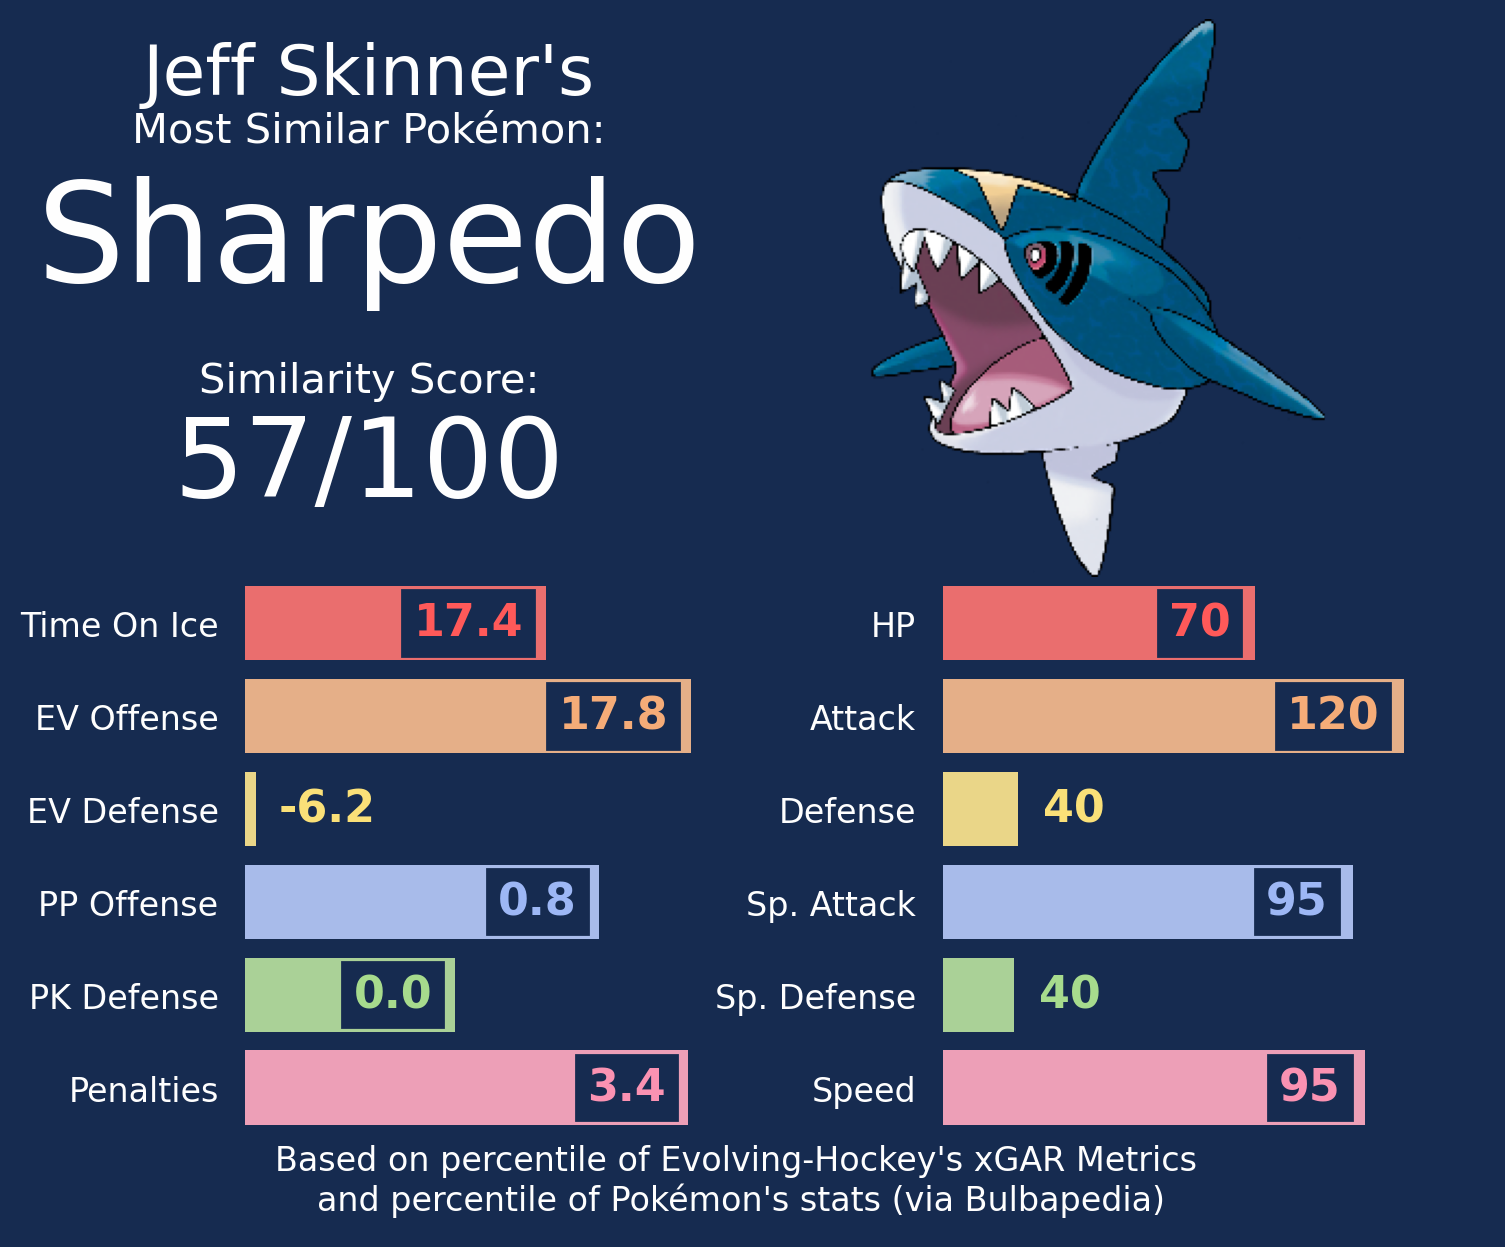 Jeff Skinner's
Most Similar Pokémon:
Sharpedo
Similarity Score:
57/100
Time On Ice 17.4
EV Offense 17.8
EV Defense -6.2
PP Offense 0.8
PK Defense 0.0
Penalties 3.4
HP 70
Attack 120
Defense 40
Sp. Attack 95
Sp. Defense 40
Speed 95
Based on percentile of Evolving-Hockey's xGAR Metrics
and percentile of Pokémon's stats (via Bulbapedia)